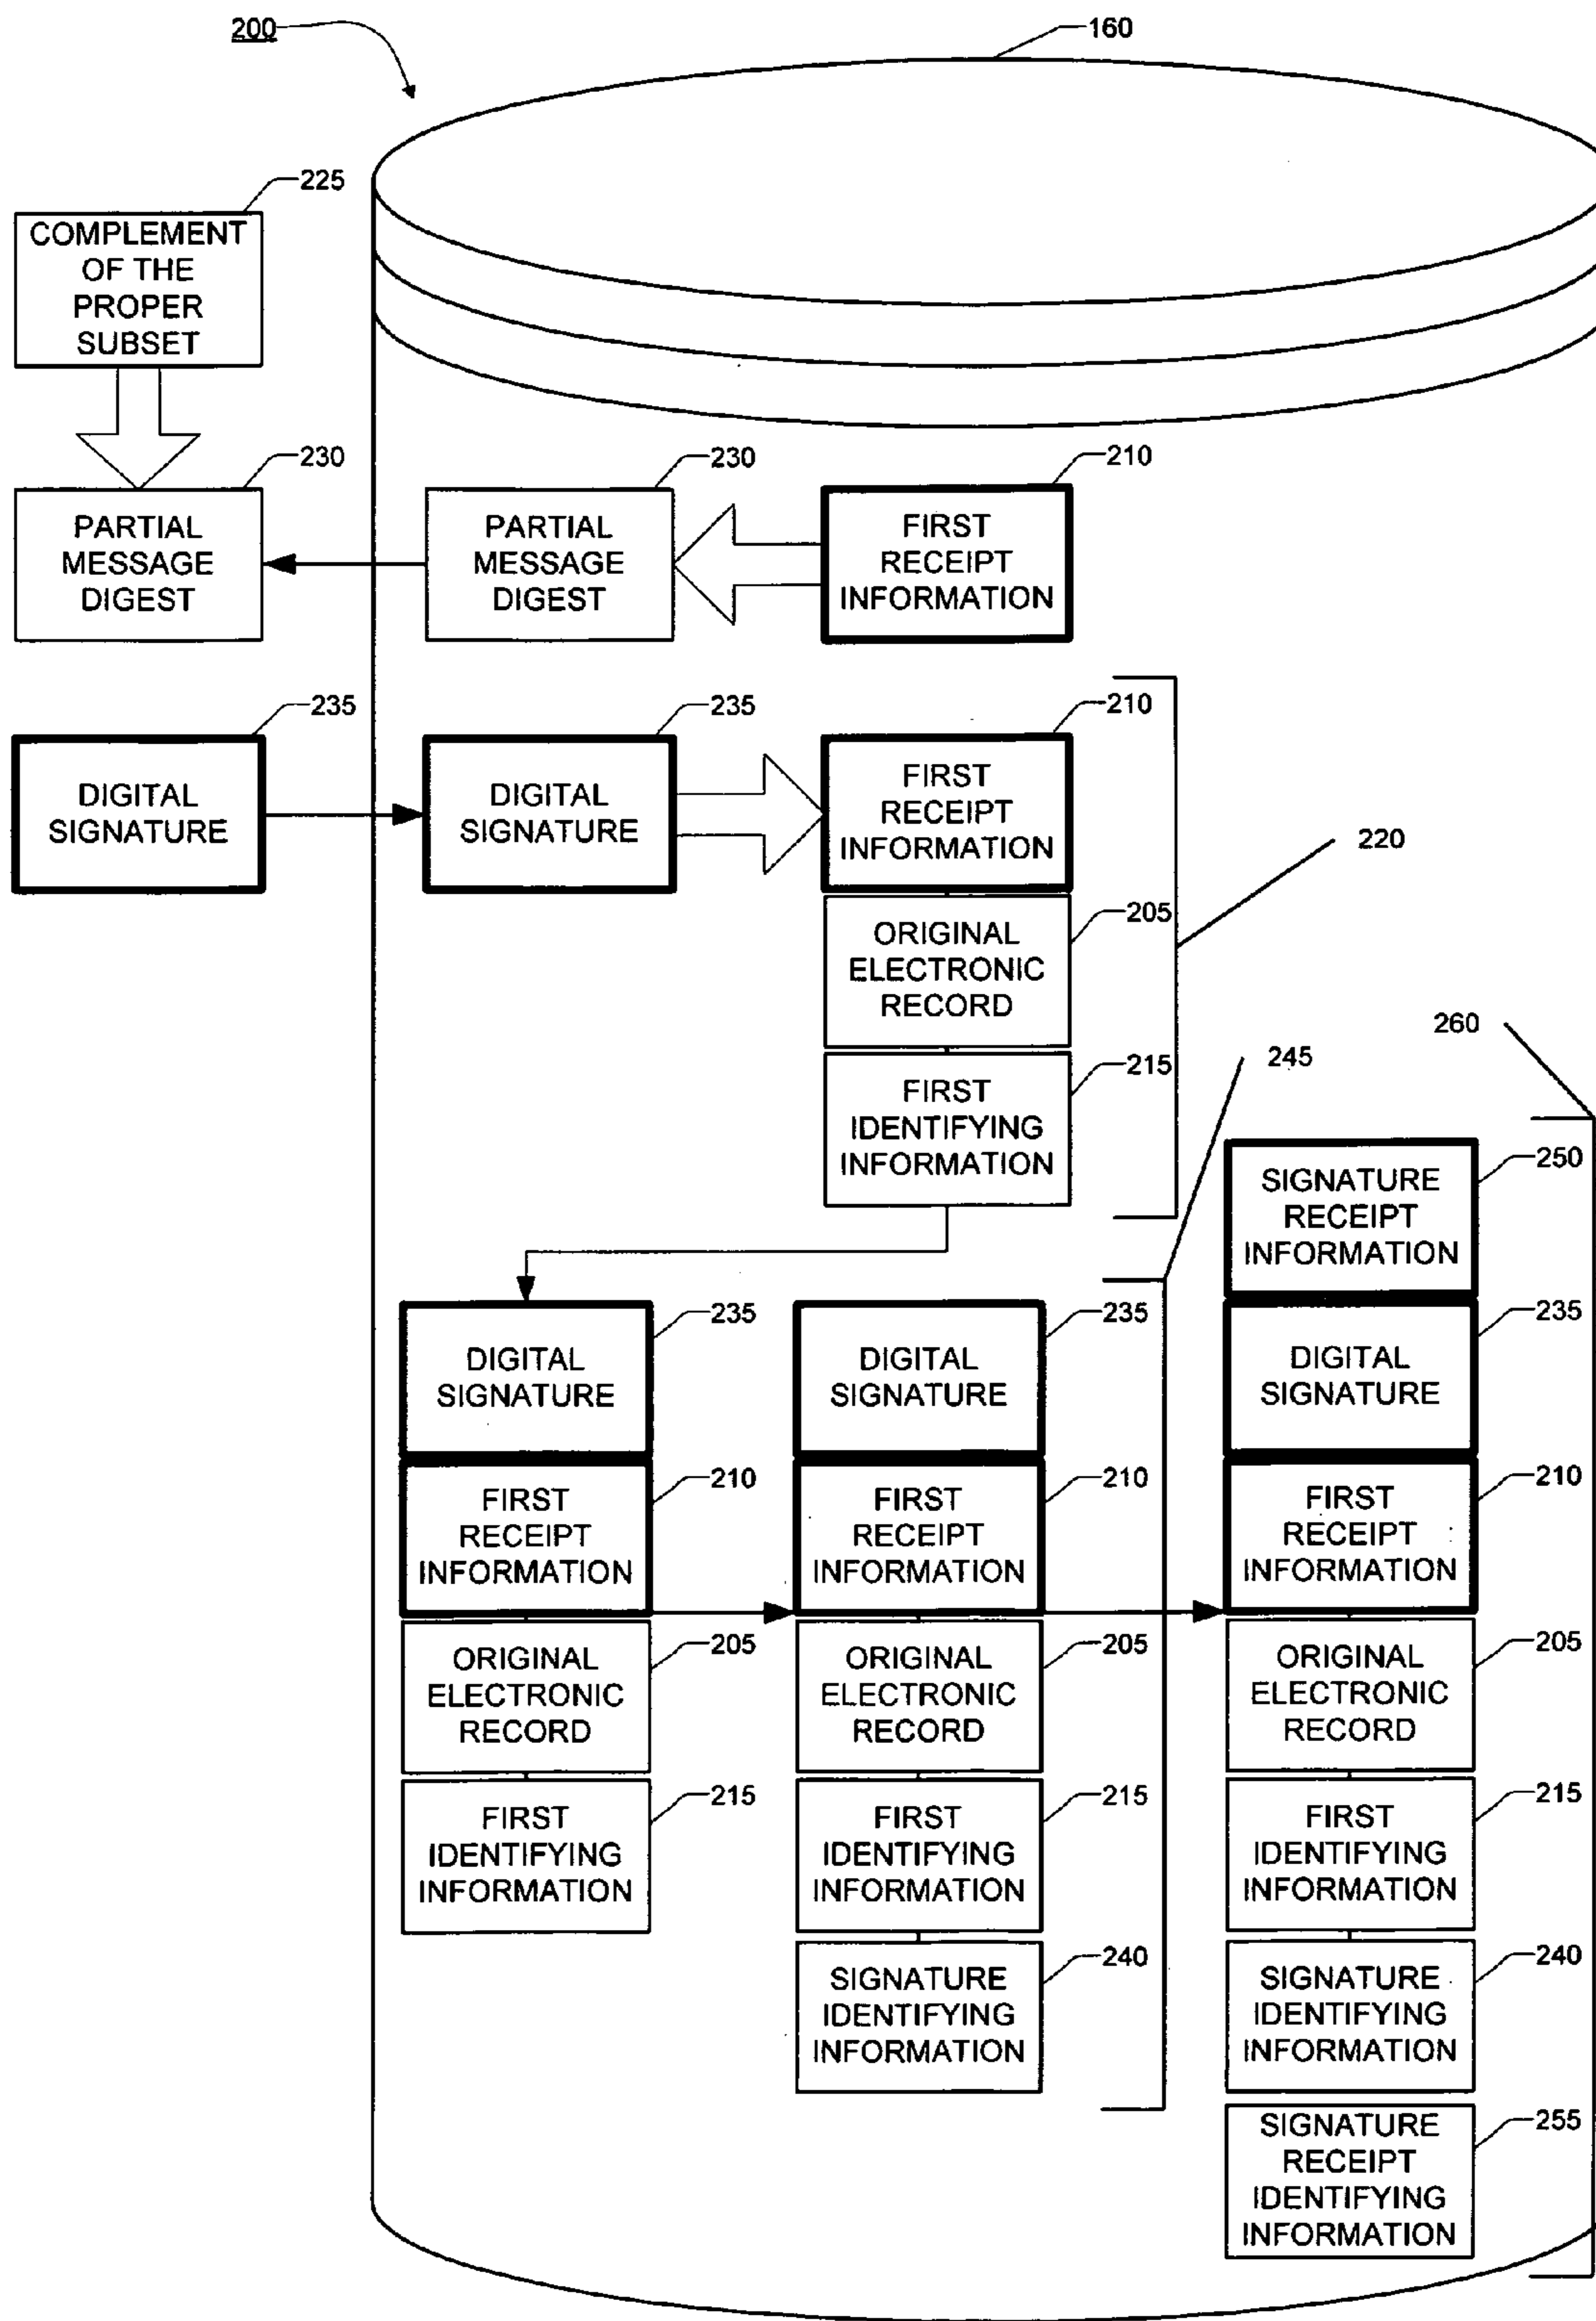 200
160
225
COMPLEMENT
OF THE
PROPER
SUBSET
230
PARTIAL
MESSAGE
DIGEST
230
PARTIAL
MESSAGE
DIGEST
210
FIRST
RECEIPT
INFORMATION
235
DIGITAL
SIGNATURE
235
DIGITAL
SIGNATURE
210
FIRST
RECEIPT
INFORMATION
220
205
ORIGINAL
ELECTRONIC
RECORD
215
FIRST
IDENTIFYING
INFORMATION
245
260
235
DIGITAL
SIGNATURE
210
FIRST
RECEIPT
INFORMATION
205
ORIGINAL
ELECTRONIC
RECORD
215
FIRST
IDENTIFYING
INFORMATION
235
DIGITAL
SIGNATURE
210
FIRST
RECEIPT
INFORMATION
205
ORIGINAL
ELECTRONIC
RECORD
215
FIRST
IDENTIFYING
INFORMATION
240
SIGNATURE
IDENTIFYING
INFORMATION
250
SIGNATURE
RECEIPT
INFORMATION
235
DIGITAL
SIGNATURE
210
FIRST
RECEIPT
INFORMATION
205
ORIGINAL
ELECTRONIC
RECORD
215
FIRST
IDENTIFYING
INFORMATION
240
SIGNATURE
IDENTIFYING
INFORMATION
255
SIGNATURE
RECEIPT
IDENTIFYING
INFORMATION